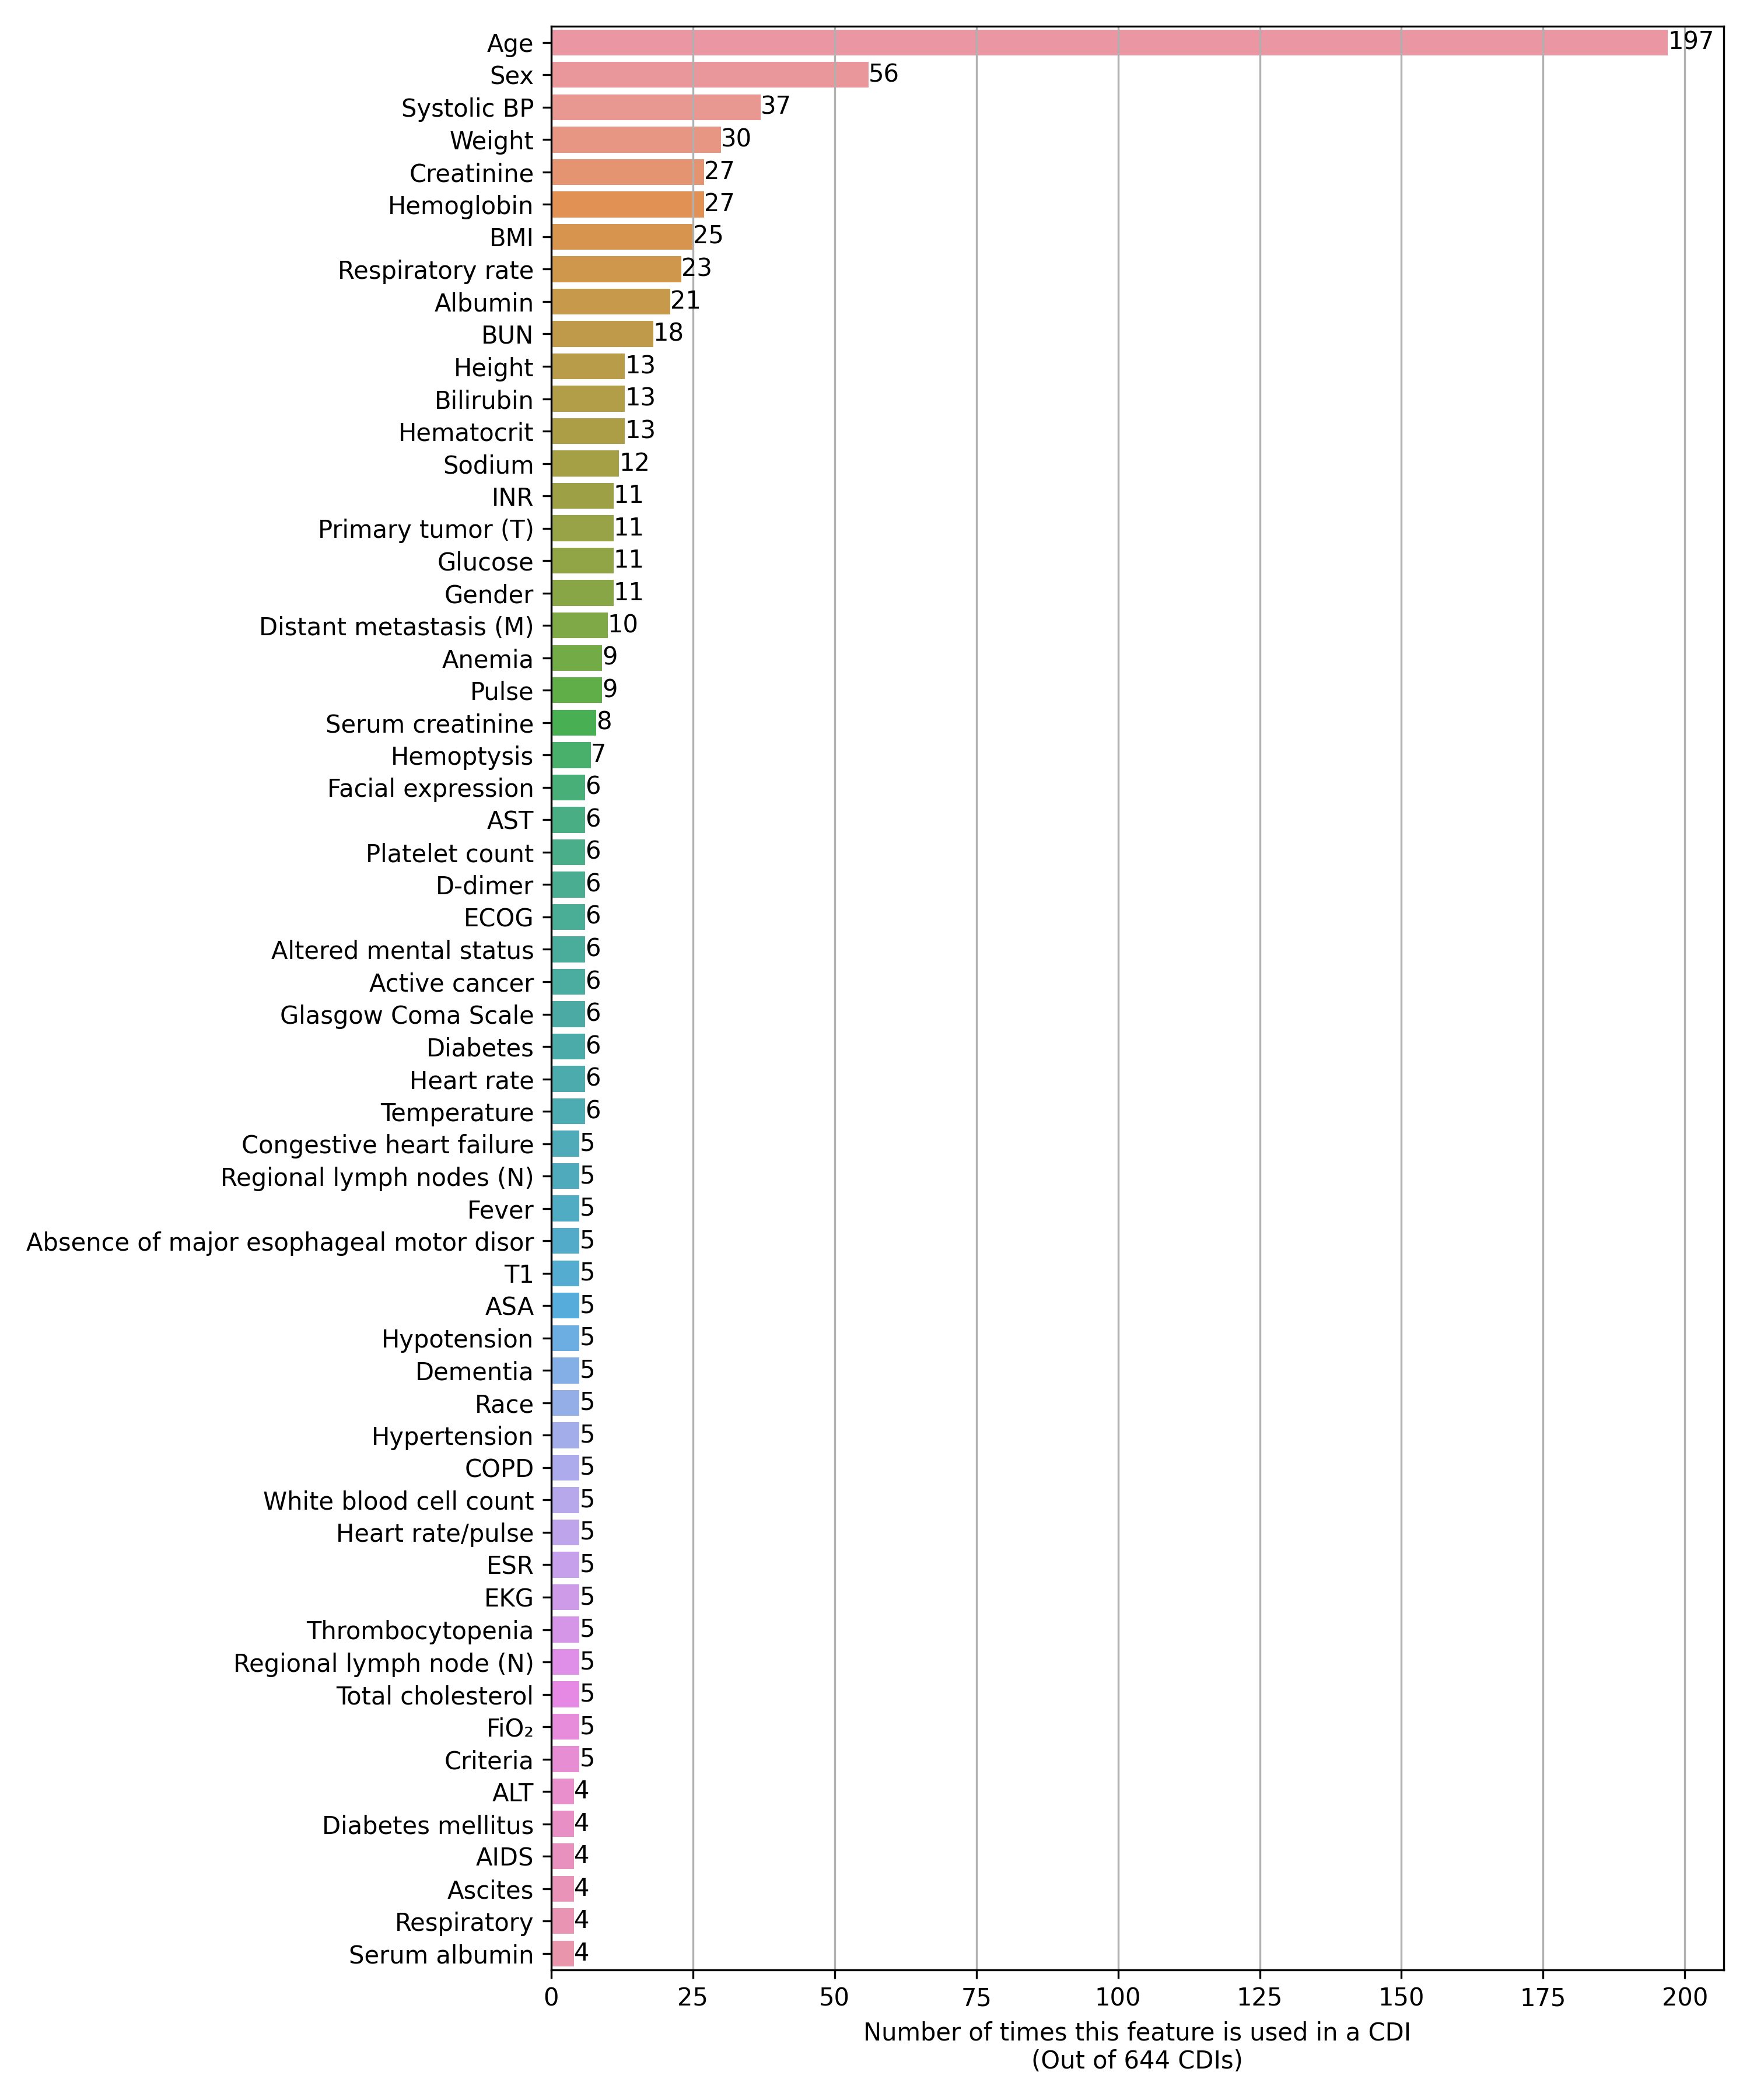 Age 197
Sex 56
Systolic BP 37
Weight 30
Creatinine 27
Hemoglobin 27
BMI 25
Respiratory rate 23
Albumin 21
BUN 18
Height 13
Bilirubin 13
Hematocrit 13
Sodium 12
INR 11
Primary tumor (T) 11
Glucose 11
Gender 11
Distant metastasis (M) 10
Anemia 9
Pulse 9
Serum creatinine 8
Hemoptysis 7
Facial expression 6
AST 6
Platelet count 6
D-dimer 6
ECOG 6
Altered mental status 6
Active cancer 6
Glasgow Coma Scale 6
Diabetes 6
Heart rate 6
Temperature 6
Congestive heart failure 5
Regional lymph nodes (N) 5
Fever 5
Absence of major esophageal motor disor 5
T1 5
ASA 5
Hypotension 5
Dementia 5
Race 5
Hypertension 5
COPD 5
White blood cell count 5
Heart rate/pulse 5
ESR 5
EKG 5
Thrombocytopenia 5
Regional lymph node (N) 5
Total cholesterol 5
FiO₂ 5
Criteria 5
ALT 4
Diabetes mellitus 4
AIDS 4
Ascites 4
Respiratory 4
Serum albumin 4
0 25 50 75 100 125 150 175 200
Number of times this feature is used in a CDI
(Out of 644 CDIs)